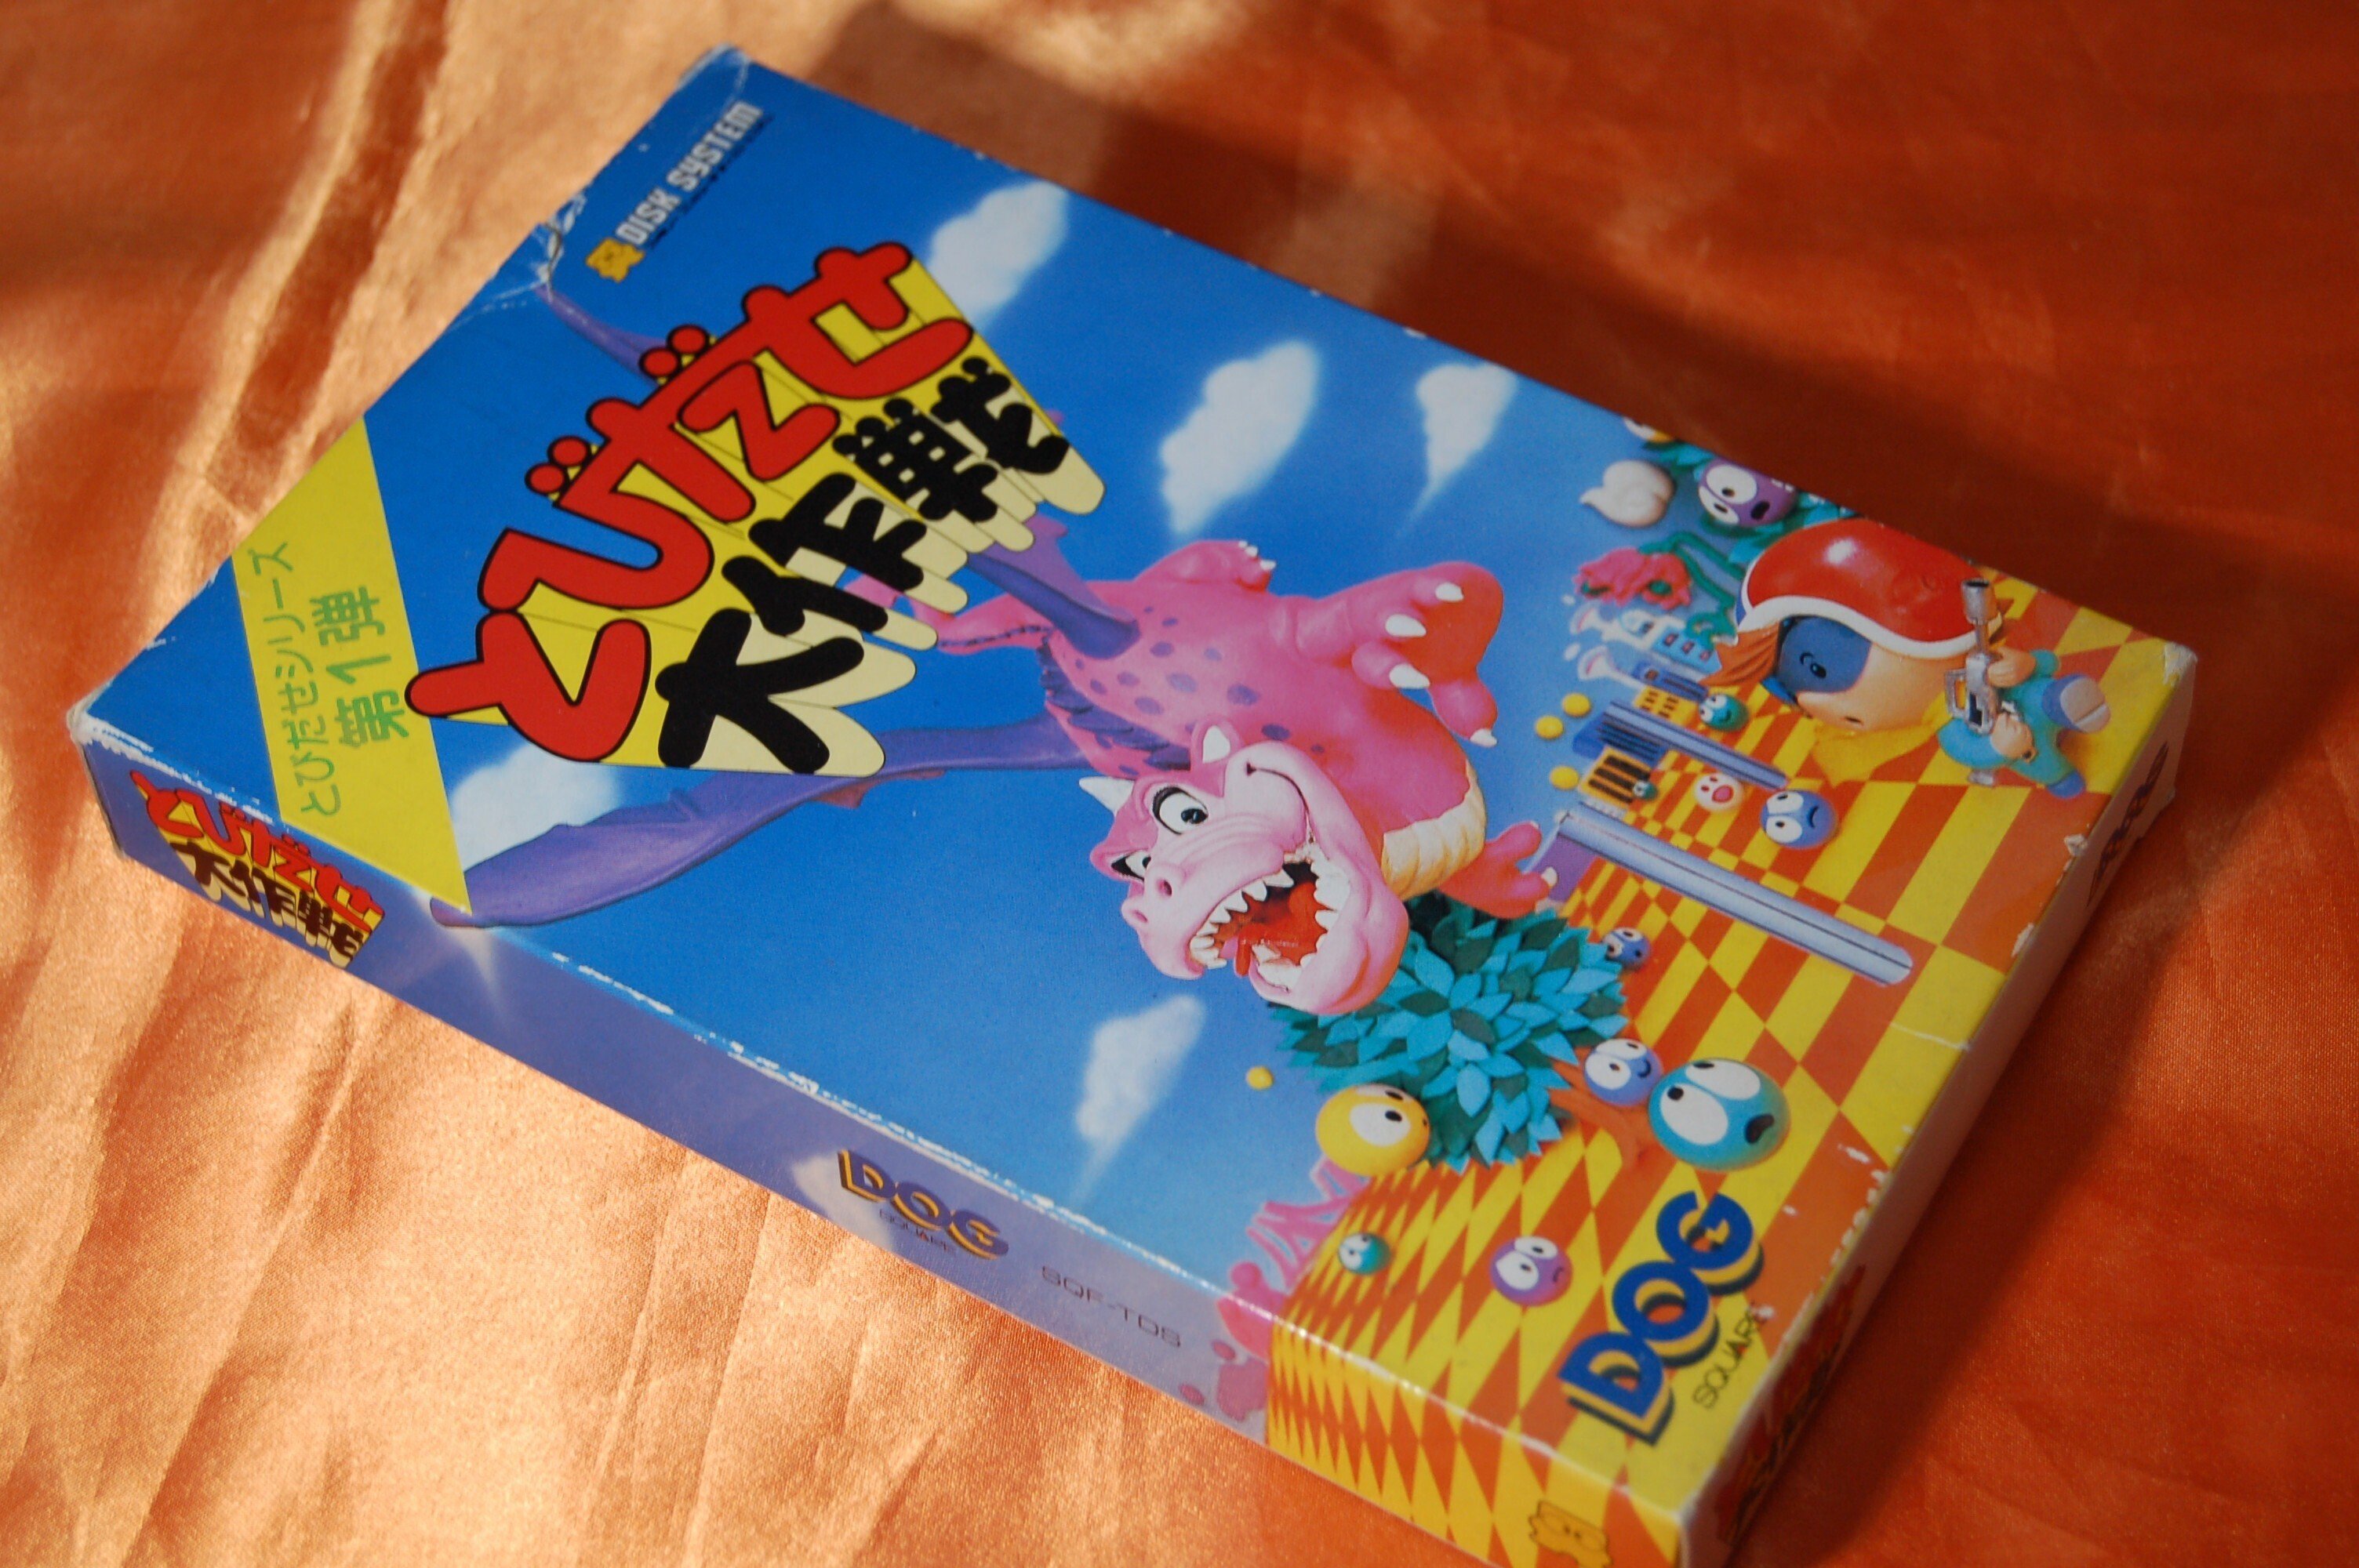 DISK SYSTEM
とびだせ
大作戦
とびだせシリーズ
第1弾
DOG
SQUARE
とびだせ
大作戦
DOG
SQUARE
SQF-TDS